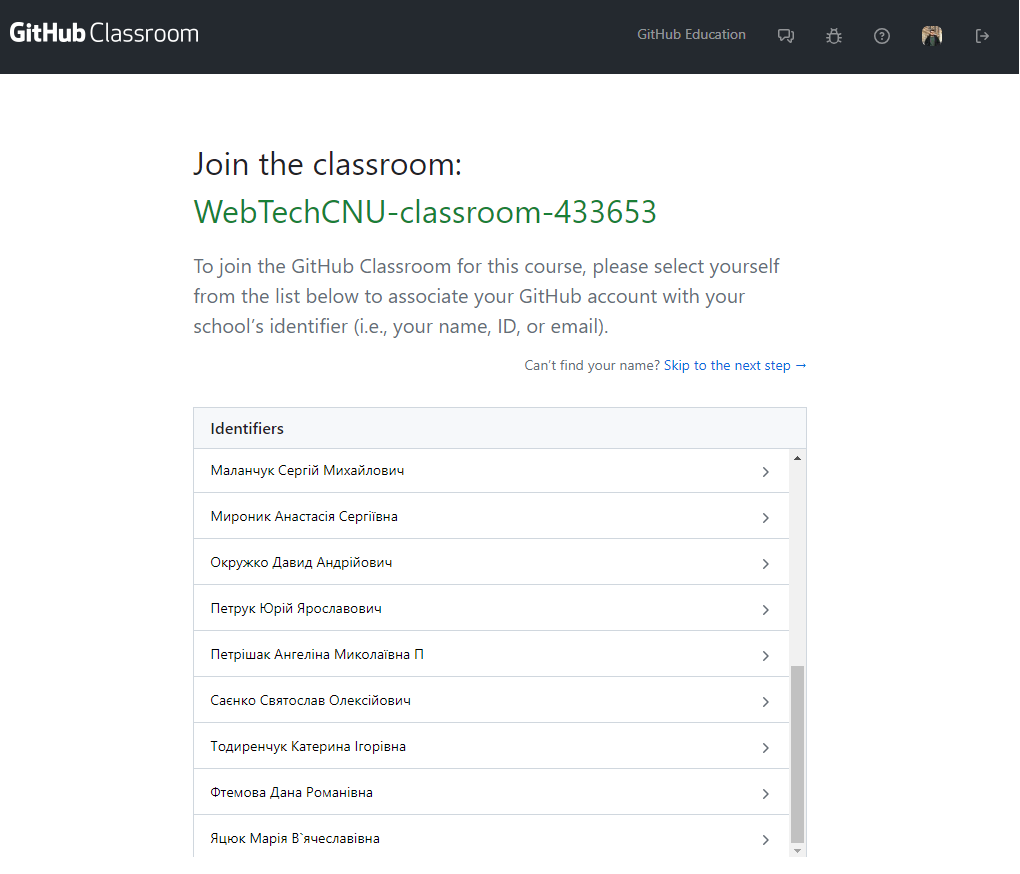 GitHub Classroom
GitHub Education
Join the classroom:
WebTechCNU-classroom-433653
To join the GitHub Classroom for this course, please select yourself
from the list below to associate your GitHub account with your
school’s identifier (i.e., your name, ID, or email).
Can’t find your name? Skip to the next step →
Identifiers
Маланчук Сергій Михайлович
Мироник Анастасія Сергіївна
Окружко Давид Андрійович
Петрук Юрій Ярославович
Петрішак Ангеліна Миколаївна П
Саєнко Святослав Олексійович
Тодиренчук Катерина Ігорівна
Фтемова Дана Романівна
Яцюк Марія В`ячеславівна